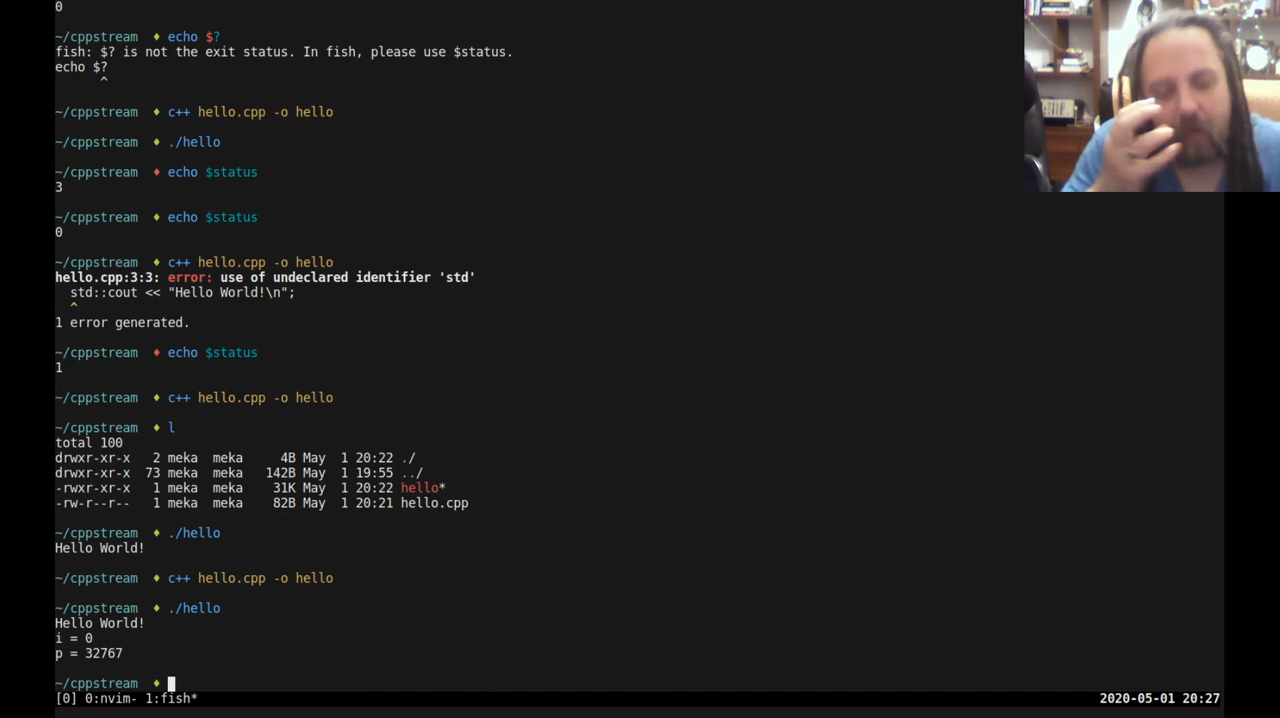 0
~/cppstream ♦ echo $?
fish: $? is not the exit status. In fish, please use $status.
echo $?
^
~/cppstream ♦ c++ hello.cpp -o hello
~/cppstream ♦ ./hello
~/cppstream ♦ echo $status
3
~/cppstream ♦ echo $status
0
~/cppstream ♦ c++ hello.cpp -o hello
hello.cpp:3:3: error: use of undeclared identifier 'std'
std::cout << "Hello World!\n";
^
1 error generated.
~/cppstream ♦ echo $status
1
~/cppstream ♦ c++ hello.cpp -o hello
~/cppstream ♦ l
total 100
drwxr-xr-x 2 meka meka 4B May 1 20:22 ./
drwxr-xr-x 73 meka meka 142B May 1 19:55 ../
-rwxr-xr-x 1 meka meka 31K May 1 20:22 hello*
-rw-r--r-- 1 meka meka 82B May 1 20:21 hello.cpp
~/cppstream ♦ ./hello
Hello World!
~/cppstream ♦ c++ hello.cpp -o hello
~/cppstream ♦ ./hello
Hello World!
i = 0
p = 32767
~/cppstream ♦
[0] 0:nvim- 1:fish* 2020-05-01 20:27